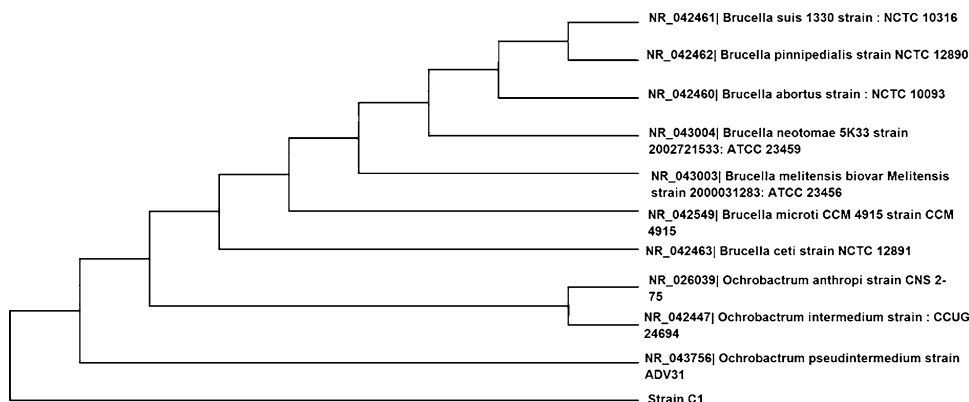 NR_042461| Brucella suis 1330 strain : NCTC 10316
NR_042462| Brucella pinnipedialis strain NCTC 12890
NR_042460| Brucella abortus strain : NCTC 10093
NR_043004| Brucella neotomae 5K33 strain
2002721533: ATCC 23459
NR_043003| Brucella melitensis biovar Melitensis
strain 2000031283: ATCC 23456
NR_042549| Brucella microti CCM 4915 strain CCM
4915
NR_042463| Brucella ceti strain NCTC 12891
NR_026039| Ochrobactrum anthropi strain CNS 2-
75
NR_042447| Ochrobactrum intermedium strain : CCUG
24694
NR_043756| Ochrobactrum pseudintermedium strain
ADV31
Strain C1